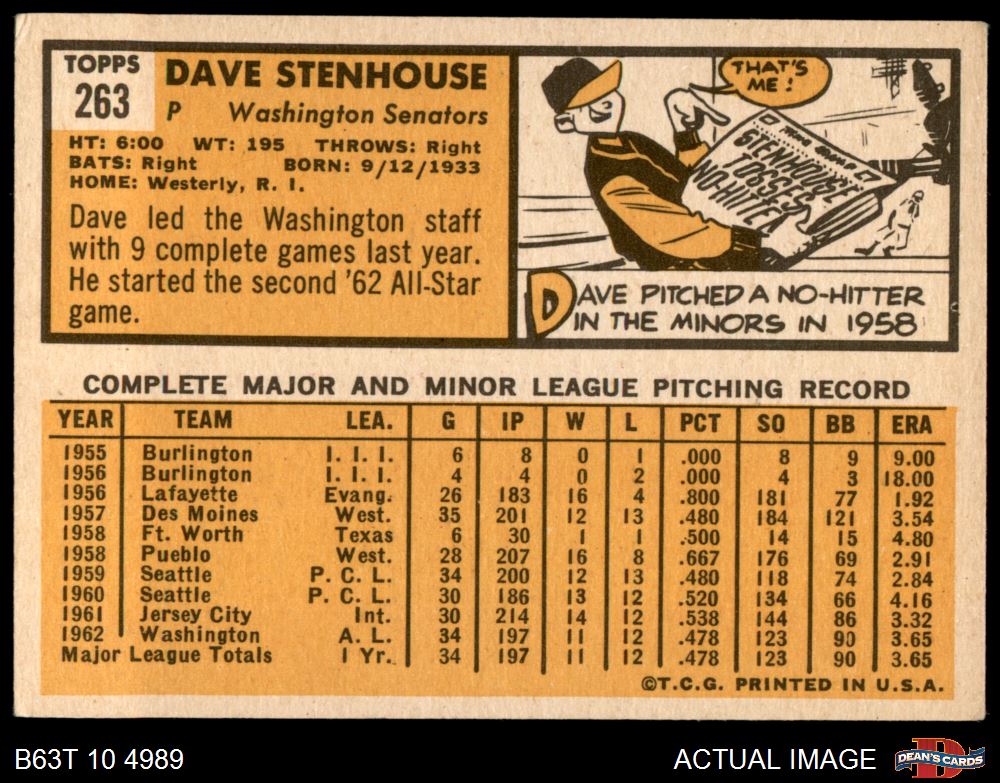 TOPPS
263
DAVE STENHOUSE
P Washington Senators
HT: 6:00 WT: 195 THROWS: Right
BATS: Right BORN: 9/12/1933
HOME: Westerly, R. I.
Dave led the Washington staff
with 9 complete games last year.
He started the second '62 All-Star
game.
THAT'S
ME!
STENHOUSE
TOSSES
NO-HITTER
DAVE PITCHED A NO-HITTER
IN THE MINORS IN 1958
COMPLETE MAJOR AND MINOR LEAGUE PITCHING RECORD
YEAR TEAM LEA. G IP W L PCT SO BB ERA
1955 Burlington I. I. I. 6 8 0 1 .000 8 9 9.00
1956 Burlington I. I. I. 4 4 0 2 .000 4 3 18.00
1956 Lafayette Evang. 26 183 16 4 .800 181 77 1.92
1957 Des Moines West. 35 201 12 13 .480 184 121 3.54
1958 Ft. Worth Texas 6 30 1 1 .500 14 15 4.80
1958 Pueblo West. 28 207 16 8 .667 176 69 2.91
1959 Seattle P. C. L. 34 200 12 13 .480 118 74 2.84
1960 Seattle P. C. L. 30 186 13 12 .520 134 66 4.16
1961 Jersey City Int. 30 214 14 12 .538 144 86 3.32
1962 Washington A. L. 34 197 11 12 .478 123 90 3.65
Major League Totals 1 Yr. 34 197 11 12 .478 123 90 3.65
©T.C.G. PRINTED IN U.S.A.
B63T 10 4989
ACTUAL IMAGE
DEAN'S CARDS